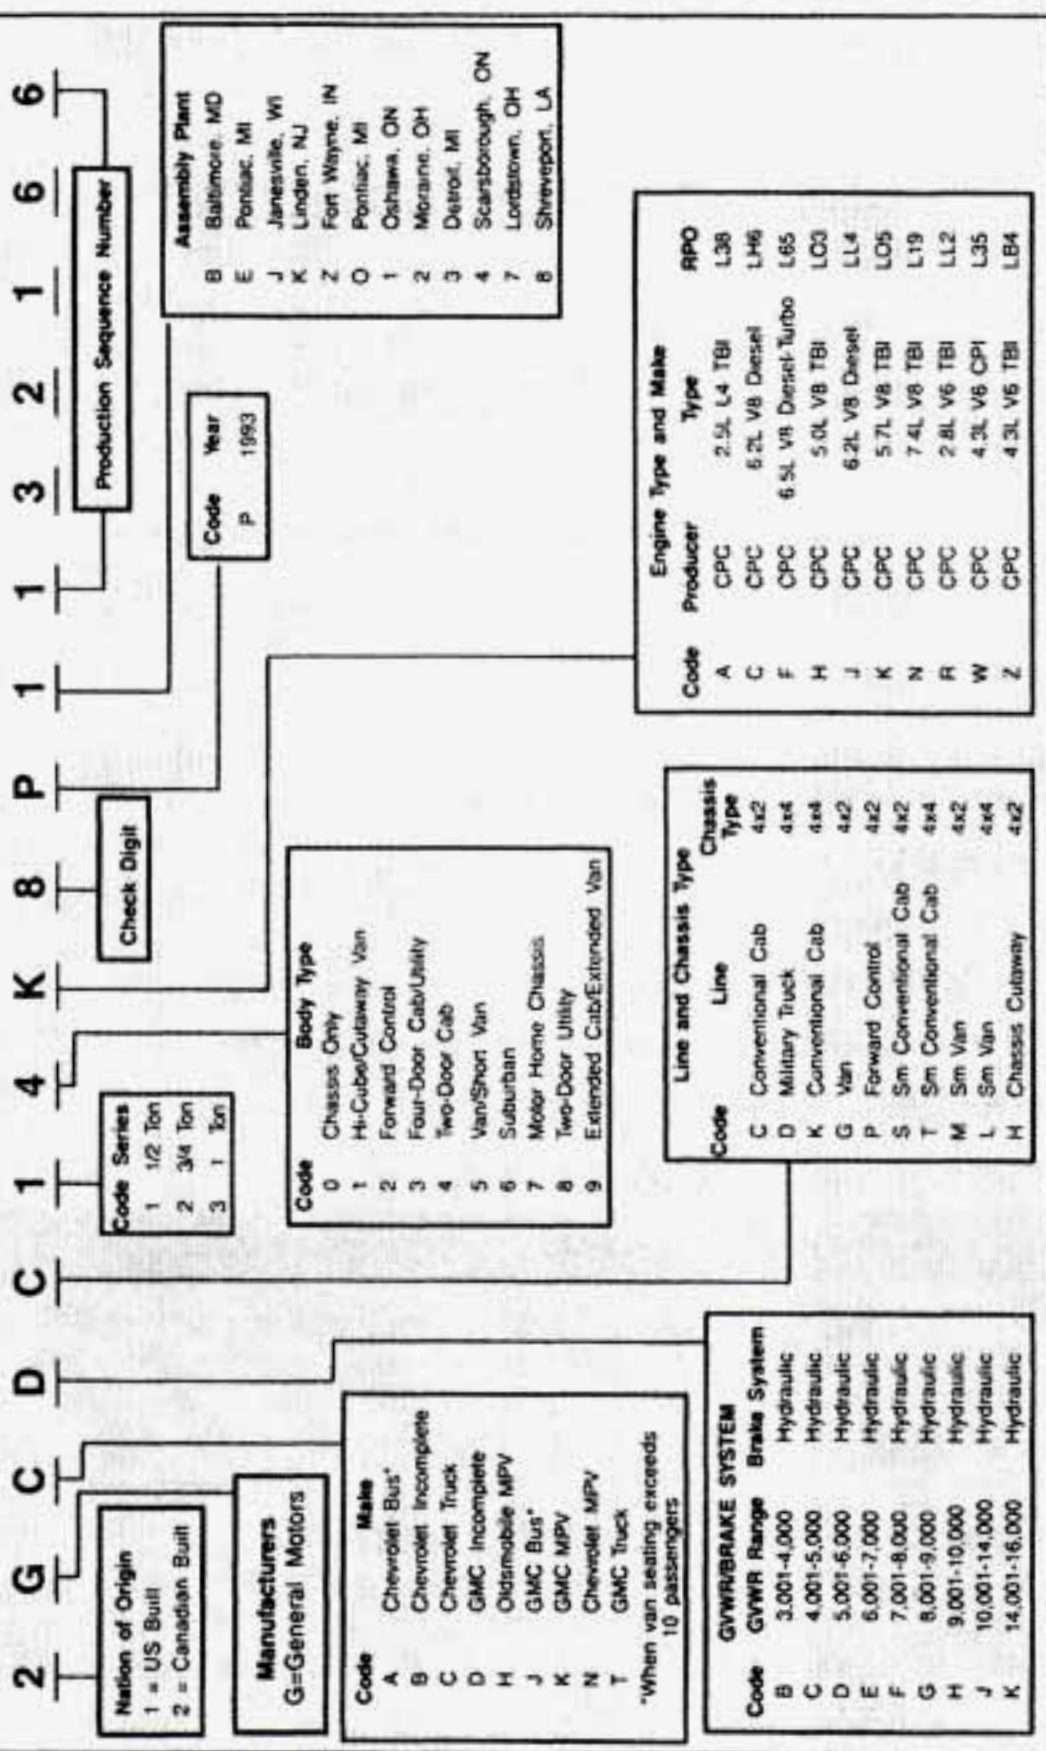 2 G C D C 1 4 K 8 P 1 1 3 2 1 6 6
Nation of Origin
1 = US Built
2 = Canadian Built
Manufacturers
G=General Motors
Code Make
A Chevrolet Bus*
B Chevrolet Incomplete
C Chevrolet Truck
D GMC Incomplete
H Oldsmobile MPV
J GMC Bus*
K GMC MPV
N Chevrolet MPV
T GMC Truck
*When van seating exceeds
10 passengers
GVWR/BRAKE SYSTEM
Code GVWR Range Brake System
B 3,001-4,000 Hydraulic
C 4,001-5,000 Hydraulic
D 5,001-6,000 Hydraulic
E 6,001-7,000 Hydraulic
F 7,001-8,000 Hydraulic
G 8,001-9,000 Hydraulic
H 9,001-10,000 Hydraulic
J 10,001-14,000 Hydraulic
K 14,001-16,000 Hydraulic
Code Series
1 1/2 Ton
2 3/4 Ton
3 1 Ton
Code Body Type
0 Chassis Only
1 Hi-Cube/Cutaway Van
2 Forward Control
3 Four-Door Cab/Utility
4 Two-Door Cab
5 Van/Short Van
6 Suburban
7 Motor Home Chassis
8 Two-Door Utility
9 Extended Cab/Extended Van
Line and Chassis Type
Code Line Chassis Type
C Conventional Cab 4x2
D Military Truck 4x4
K Conventional Cab 4x4
G Van 4x2
P Forward Control 4x2
S Sm Conventional Cab 4x2
T Sm Conventional Cab 4x4
M Sm Van 4x2
L Sm Van 4x4
H Chassis Cutaway 4x2
Check Digit
Code Year
P 1993
Production Sequence Number
Assembly Plant
B Baltimore, MD
E Pontiac, MI
J Janesville, WI
K Linden, NJ
Z Fort Wayne, IN
O Pontiac, MI
1 Oshawa, ON
2 Moraine, OH
3 Detroit, MI
4 Scarsborough, ON
7 Lordstown, OH
8 Shreveport, LA
Engine Type and Make
Code Producer Type RPO
A CPC 2.5L L4 TBI L38
C CPC 6.2L V8 Diesel LH6
F CPC 6.5L V8 Diesel-Turbo L65
H CPC 5.0L V8 TBI LO3
J CPC 6.2L V8 Diesel LL4
K CPC 5.7L V8 TBI LO5
N CPC 7.4L V8 TBI L19
R CPC 2.8L V6 TBI LL2
W CPC 4.3L V6 CPI L35
Z CPC 4.3L V6 TBI LB4